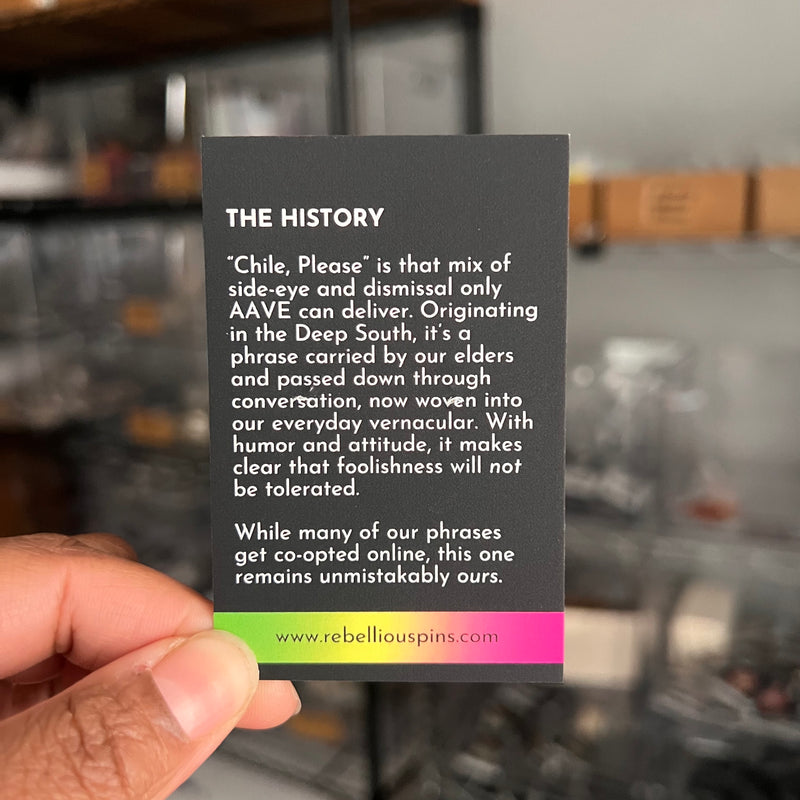 THE HISTORY
“Chile, Please” is that mix of
side-eye and dismissal only
AAVE can deliver. Originating
in the Deep South, it’s a
phrase carried by our elders
and passed down through
conversation, now woven into
our everyday vernacular. With
humor and attitude, it makes
clear that foolishness will not
be tolerated.
While many of our phrases
get co-opted online, this one
remains unmistakably ours.
www.rebelliouspins.com